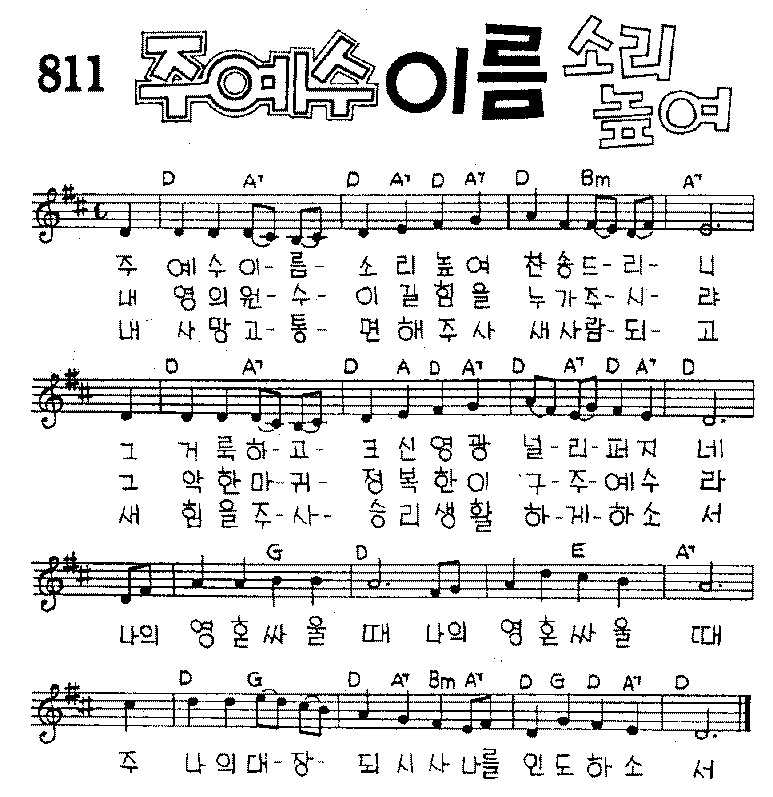 811 주예수 이름 소리 높여
D A7 D A7 D A7 D Bm A7
주 예 수 이- 름- 소 리 높 여 찬 송 드- 리- 니
내 영 의 원- 수- 이 길 힘 을 누 가 주- 시- 랴
내 사 망 고- 통- 면 해 주 사 새 사 람- 되- 고
D A7 D A D A7 D A7 D A7 D
그 거 룩 하- 고- 크 신 영 광 널- 리- 퍼 지 네
그 악 한 마- 귀- 정 복 한 이 구- 주- 예 수 라
새 힘 을 주- 사- 승 리 생 활 하- 게- 하 소 서
G D E A7
나의 영 혼 싸 울 때 나의 영 혼 싸 울 때
D G D A7 Bm A7 D G D A7 D
주 나 의 대- 장- 되 시 사 나를 인 도 하 소 서